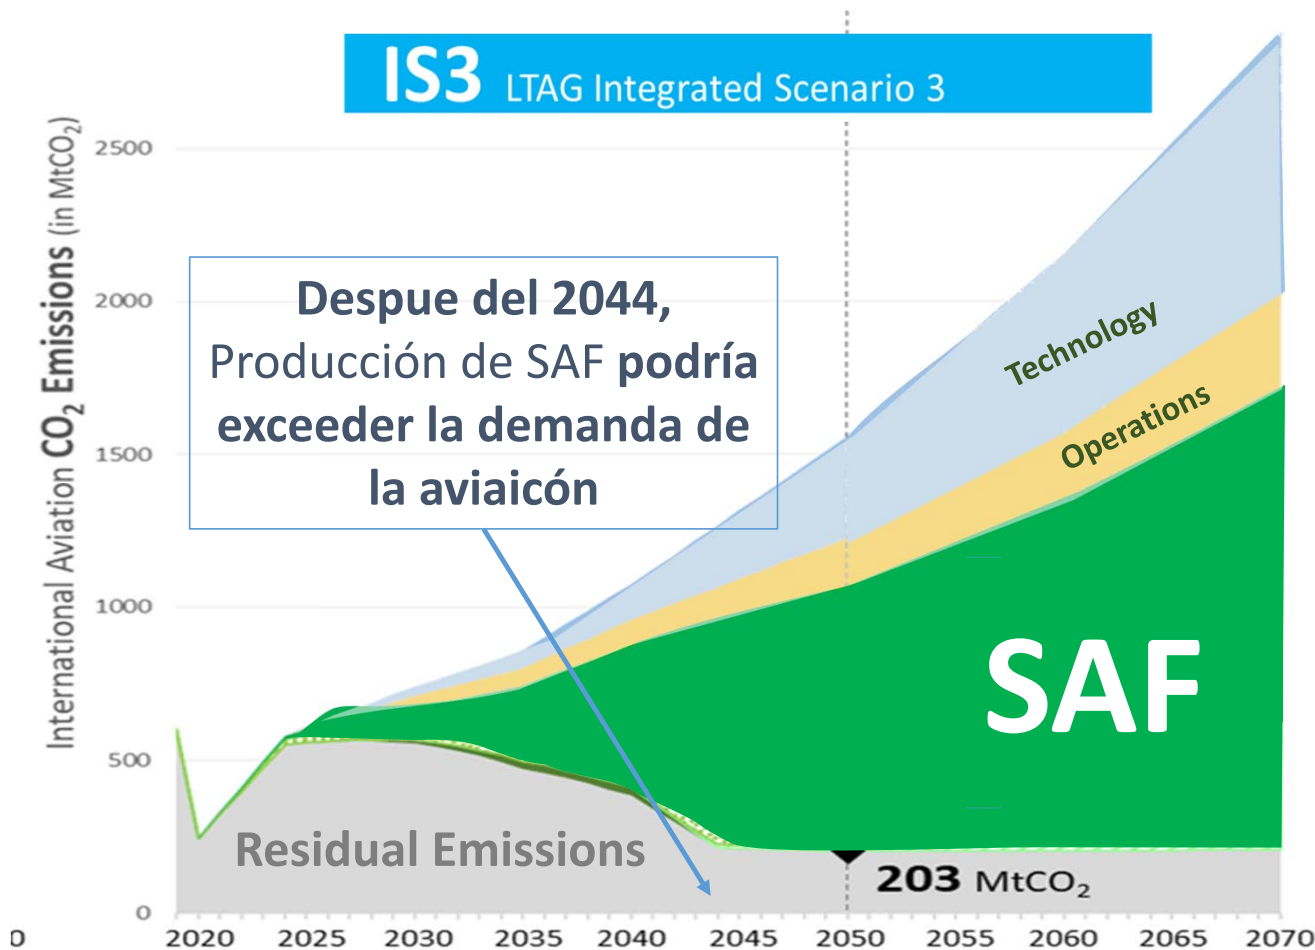 IS3 LTAG Integrated Scenario 3
International Aviation CO₂ Emissions (in MtCO₂)
2500
2000
1500
1000
500
0
Despue del 2044,
Producción de SAF podría
exceeder la demanda de
la aviaicón
Technology
Operations
SAF
Residual Emissions
203 MtCO₂
0 2020 2025 2030 2035 2040 2045 2050 2055 2060 2065 2070